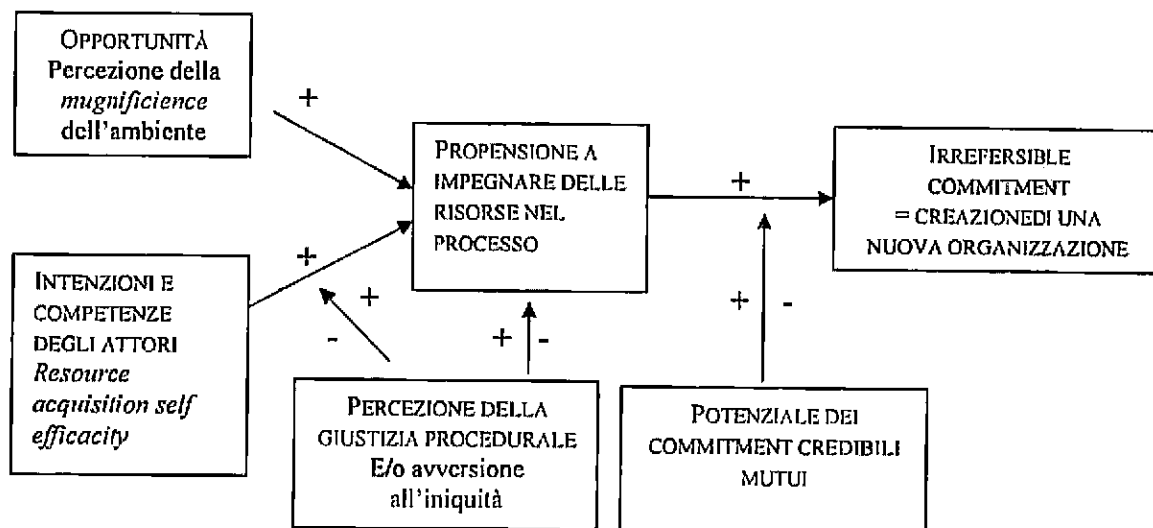 OPPORTUNITÀ
Percezione della
mugnificience
dell'ambiente
+
PROPENSIONE A
IMPEGNARE DELLE
RISORSE NEL
PROCESSO
+
IRREFERSIBLE
COMMITMENT
= CREAZIONEDI UNA
NUOVA ORGANIZZAZIONE
INTENZIONI E
COMPETENZE
DEGLI ATTORI
Resource
acquisition self
efficacity
+
+
-
+ -
+ -
PERCEZIONE DELLA
GIUSTIZIA PROCEDURALE
E/o avversione
all'iniquità
POTENZIALE DEI
COMMITMENT CREDIBILI
MUTUI